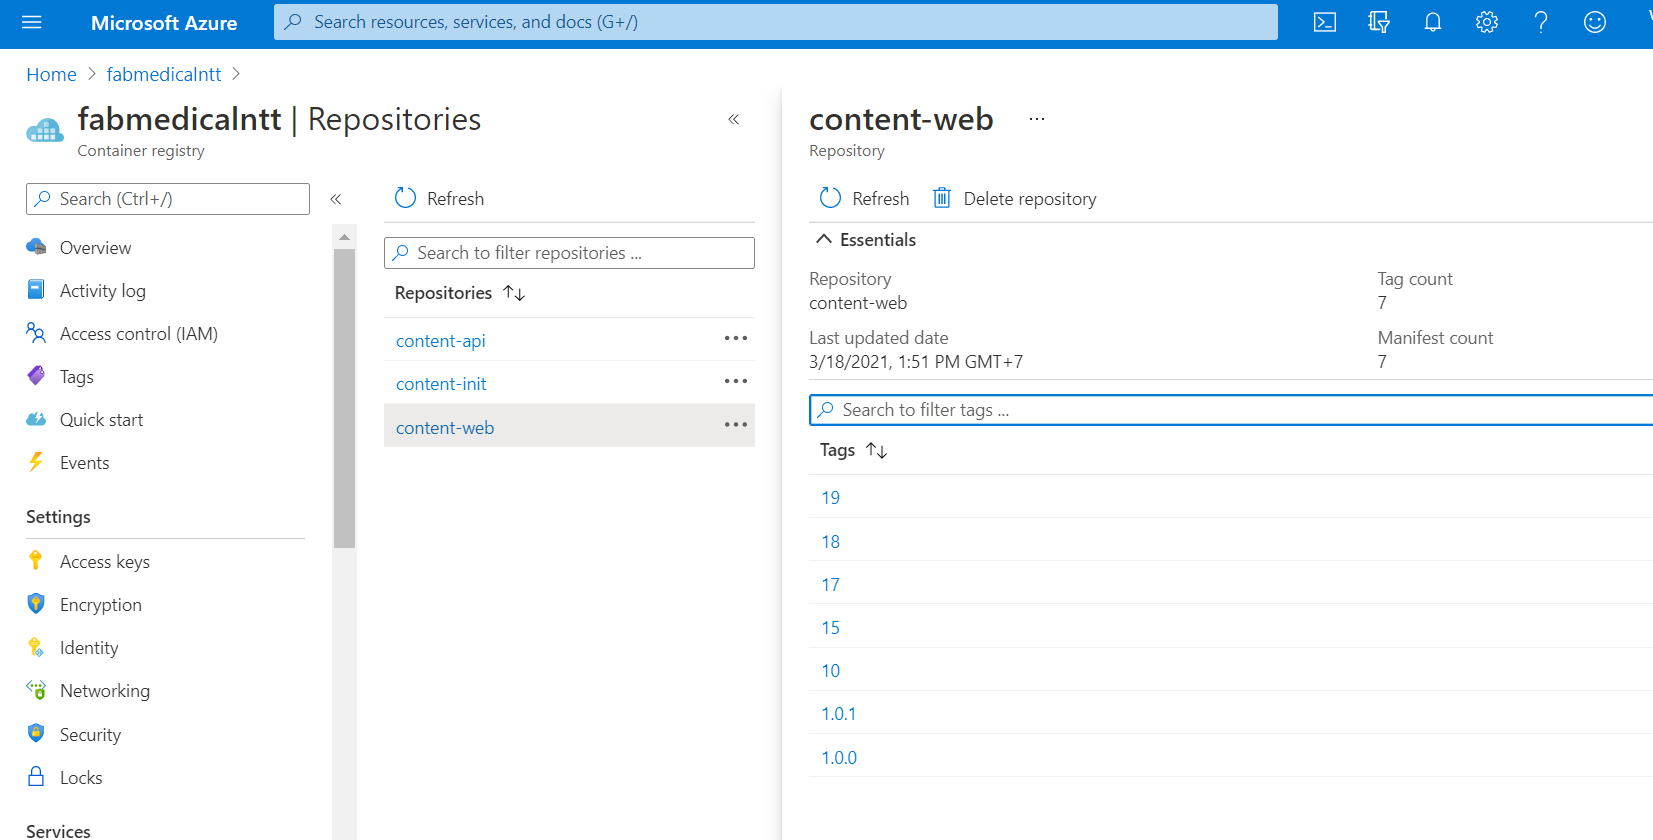 Microsoft Azure
Search resources, services, and docs (G+/)
Home > fabmedicalntt >
fabmedicalntt | Repositories
Container registry
Search (Ctrl+/)
Overview
Activity log
Access control (IAM)
Tags
Quick start
Events
Settings
Access keys
Encryption
Identity
Networking
Security
Locks
Services
Refresh
Search to filter repositories ...
Repositories
content-api
content-init
content-web
content-web
Repository
Refresh
Delete repository
Essentials
Repository
content-web
Tag count
7
Last updated date
3/18/2021, 1:51 PM GMT+7
Manifest count
7
Search to filter tags ...
Tags
19
18
17
15
10
1.0.1
1.0.0